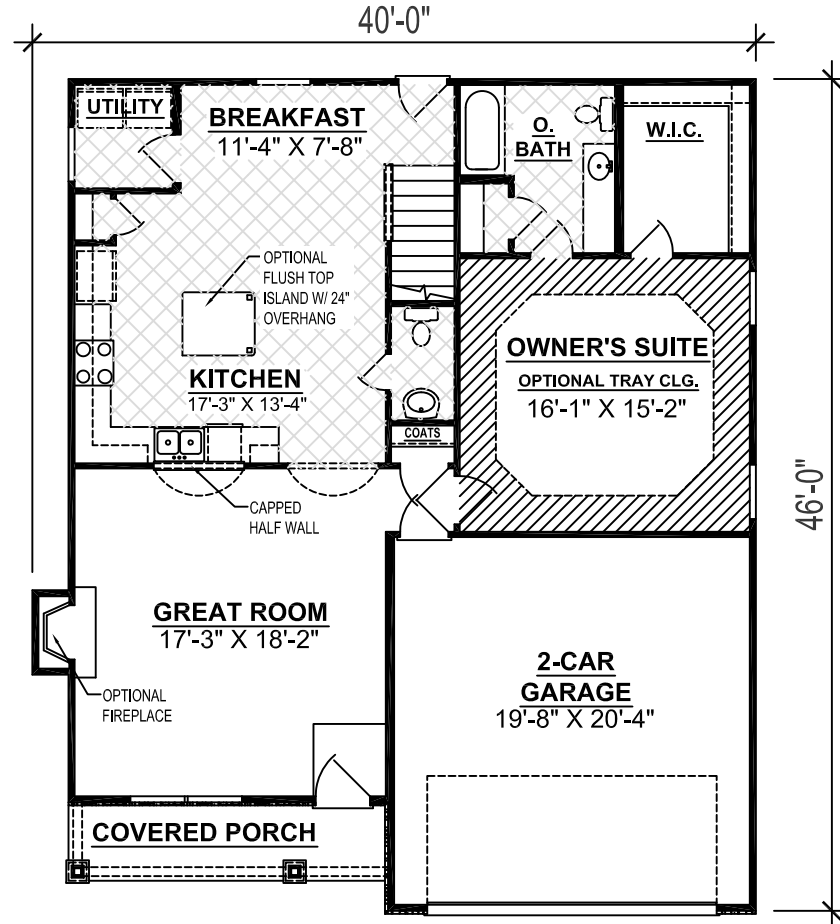 40'-0"
UTILITY
BREAKFAST
11'-4" X 7'-8"
O.
BATH
W.I.C.
OPTIONAL
FLUSH TOP
ISLAND W/ 24"
OVERHANG
KITCHEN
17'-3" X 13'-4"
OWNER'S SUITE
OPTIONAL TRAY CLG.
16'-1" X 15'-2"
COATS
46'-0"
CAPPED
HALF WALL
GREAT ROOM
17'-3" X 18'-2"
OPTIONAL
FIREPLACE
2-CAR
GARAGE
19'-8" X 20'-4"
COVERED PORCH